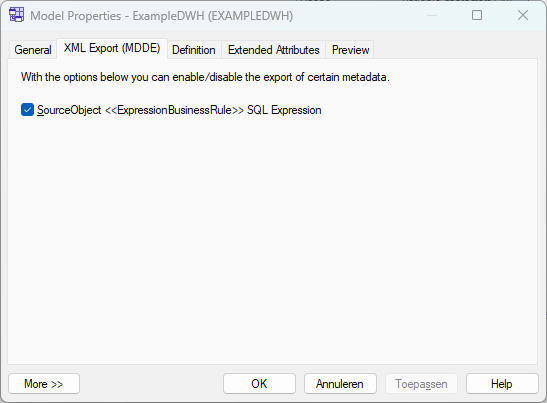 Model Properties - ExampleDWH (EXAMPLEDWH)
General XML Export (MDDE) Definition Extended Attributes Preview
With the options below you can enable/disable the export of certain metadata.
SourceObject <<ExpressionBusinessRule>> SQL Expression
More >> OK Annuleren Toepassen Help